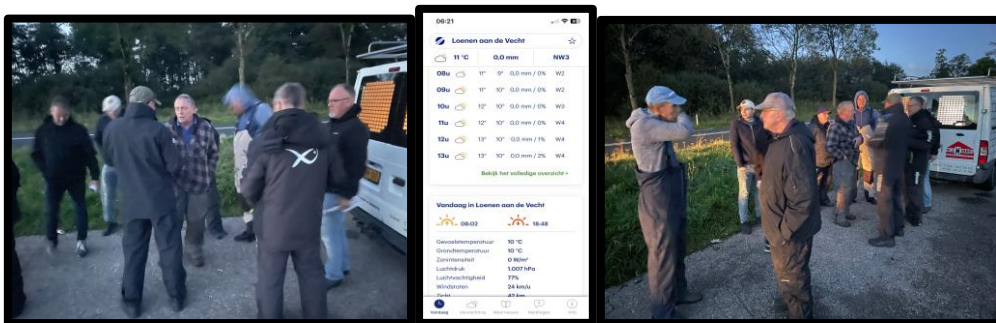 06:21
Loenen aan de Vecht
11 °C 0,0 mm NW3
08u 11° 9° 0,0 mm / 0% W2
09u 11° 10° 0,0 mm / 0% W2
10u 12° 10° 0,0 mm / 0% W3
11u 12° 10° 0,0 mm / 0% W4
12u 13° 10° 0,0 mm / 1% W4
13u 13° 10° 0,0 mm / 2% W4
Bekijk het volledige overzicht >
Vandaag in Loenen aan de Vecht
08:02 18:48
Gevoelstemperatuur 10 °C
Grondtemperatuur 10 °C
Zonintensiteit 0 W/m²
Luchtdruk 1.007 hPa
Luchtvochtigheid 77%
Windstoten 24 km/u
Zicht 42 km
Vandaag